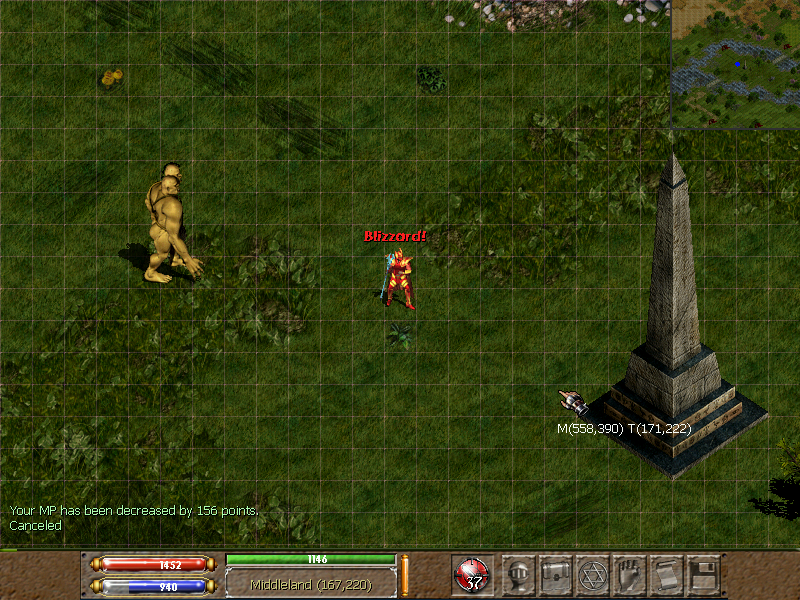 Blizzard!
M(558,390) T(171,222)
Your MP has been decreased by 156 points.
Canceled
1452
1146
37
940
Middleland (167,220)